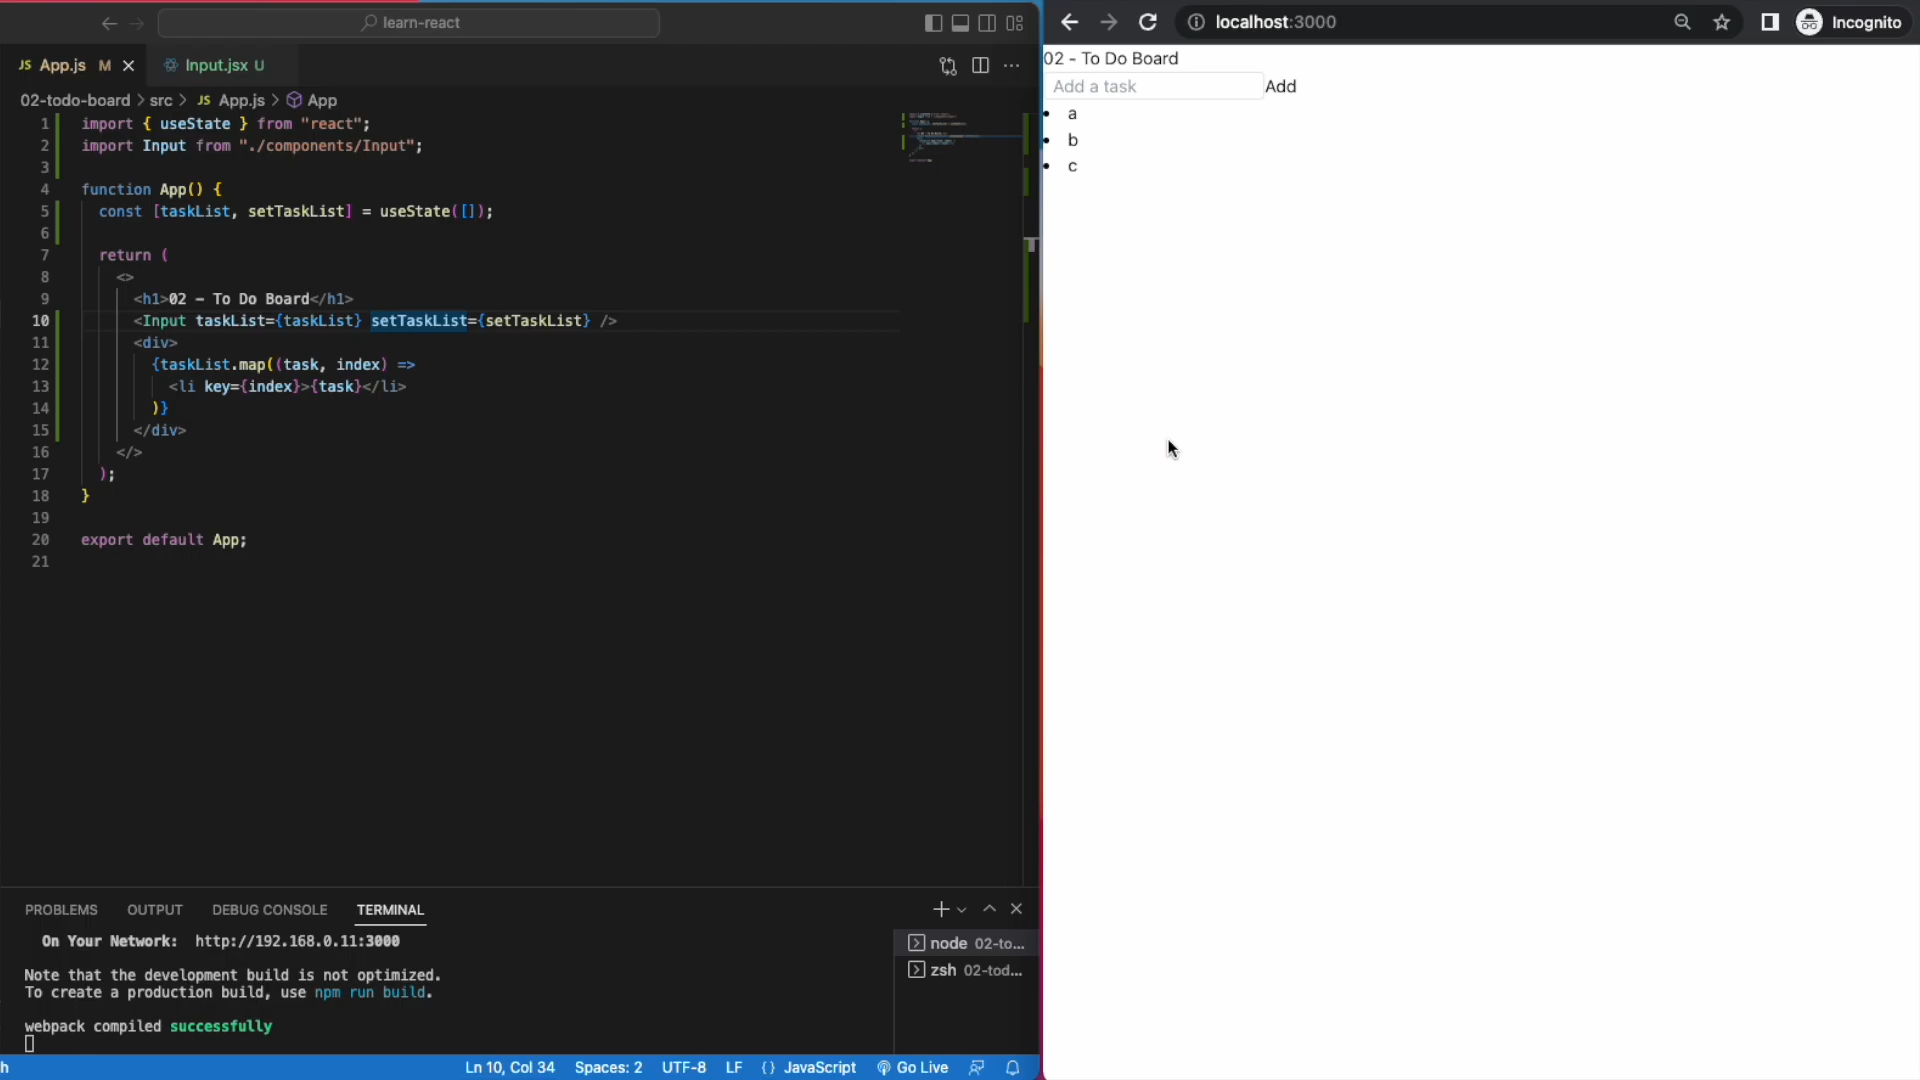 learn-react
JS App.js M
Input.jsx U
02-todo-board > src > JS App.js > App
1 import { useState } from "react";
2 import Input from "./components/Input";
3
4 function App() {
5 const [taskList, setTaskList] = useState([]);
6
7 return (
8 <>
9 <h1>02 - To Do Board</h1>
10 <Input taskList={taskList} setTaskList={setTaskList} />
11 <div>
12 {taskList.map((task, index) =>
13 <li key={index}>{task}</li>
14 )}
15 </div>
16 </>
17 );
18 }
19
20 export default App;
21
PROBLEMS OUTPUT DEBUG CONSOLE TERMINAL
On Your Network: http://192.168.0.11:3000
Note that the development build is not optimized.
To create a production build, use npm run build.
webpack compiled successfully
node 02-to...
zsh 02-tod...
h Ln 10, Col 34 Spaces: 2 UTF-8 LF {} JavaScript Go Live
localhost:3000 Incognito
02 - To Do Board
Add a task Add
• a
• b
• c